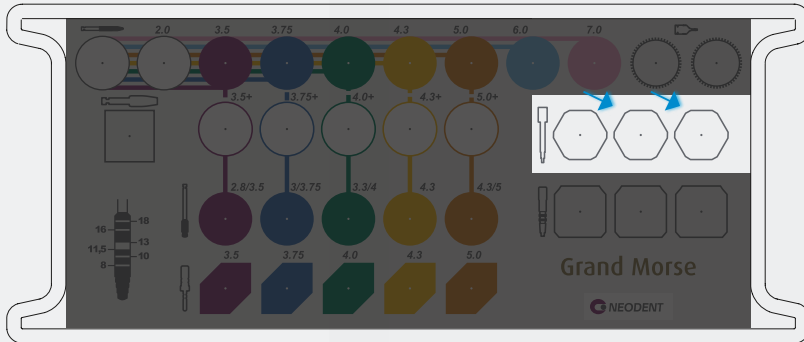 2.0 3.5 3.75 4.0 4.3 5.0 6.0 7.0
3.5+ 3.75+ 4.0+ 4.3+ 5.0+
2.8/3.5 3/3.75 3.3/4 4.3 4.3/5
18
16
13
11,5
10
8
3.5 3.75 4.0 4.3 5.0
Grand Morse
NEODENT